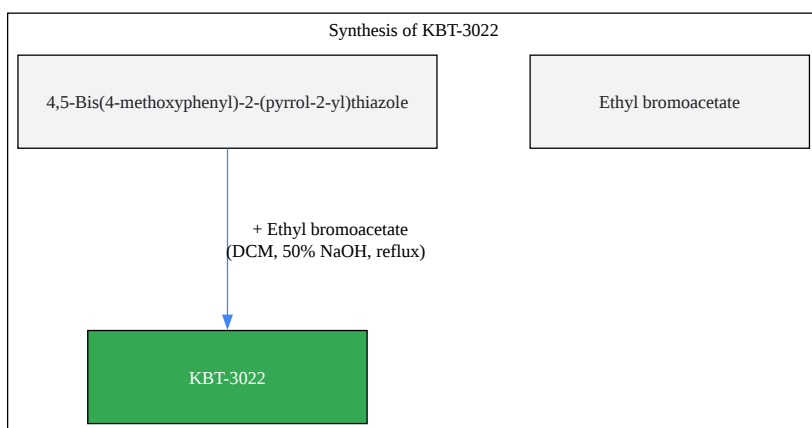 Synthesis of KBT-3022
4,5-Bis(4-methoxyphenyl)-2-(pyrrol-2-yl)thiazole
Ethyl bromoacetate
+ Ethyl bromoacetate
(DCM, 50% NaOH, reflux)
KBT-3022